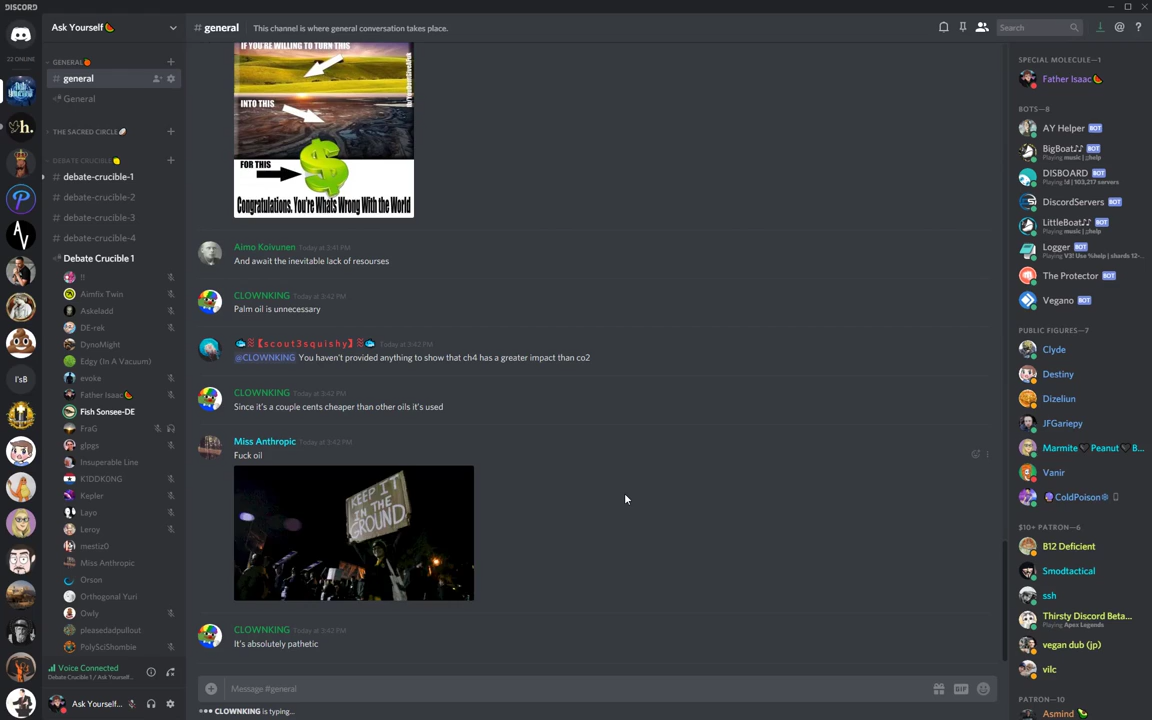 DISCORD
22 ONLINE
Ask Yourself
# general
This channel is where general conversation takes place.
Search
GENERAL
# general
General
THE SACRED CIRCLE
DEBATE CRUCIBLE
# debate-crucible-1
# debate-crucible-2
# debate-crucible-3
# debate-crucible-4
Debate Crucible 1
!!
Aimfix Twin
Askeladd
DE-rek
DynoMight
Edgy (In A Vacuum)
evoke
Father Isaac
Fish Sonsee-DE
FraG
glpgs
Insuperable Line
K1DDK0NG
Kepler
Layo
Leroy
mestiz0
Miss Anthropic
Orson
Orthogonal Yuri
Owly
pleasedadpullout
PolySciShombie
Voice Connected
Debate Crucible 1 / Ask Yourself...
Ask Yourself...
h.
AV
I'sB
IF YOU'RE WILLING TO TURN THIS
INTO THIS
FOR THIS
$
Congratulations. You're Whats Wrong With the World
Aimo Koivunen Today at 3:41 PM
And await the inevitable lack of resourses
CLOWNKING Today at 3:42 PM
Palm oil is unnecessary
【s c o u t 3 s q u i s h y】 Today at 3:42 PM
@CLOWNKING You haven't provided anything to show that ch4 has a greater impact than co2
CLOWNKING Today at 3:42 PM
Since it's a couple cents cheaper than other oils it's used
Miss Anthropic Today at 3:42 PM
Fuck oil
KEEP IT
IN THE
GROUND
CLOWNKING Today at 3:42 PM
It's absolutely pathetic
Message #general
GIF
CLOWNKING is typing...
SPECIAL MOLECULE—1
Father Isaac
BOTS—8
AY Helper BOT
BigBoat♪♪ BOT
Playing music | ;;help
DISBOARD BOT
Playing !d | 103,217 servers
DiscordServers BOT
LittleBoat♪♪ BOT
Playing music | ;;help
Logger BOT
Playing V3! Use %help | shards 12-...
The Protector BOT
Vegano BOT
PUBLIC FIGURES—7
Clyde
Destiny
Dizeliun
JFGariepy
Marmite Peanut B...
Vanir
ColdPoison
$10+ PATRON—6
B12 Deficient
Smodtactical
ssh
Thirsty Discord Beta...
Playing Apex Legends
vegan dub (jp)
vilc
PATRON—10
Asmind